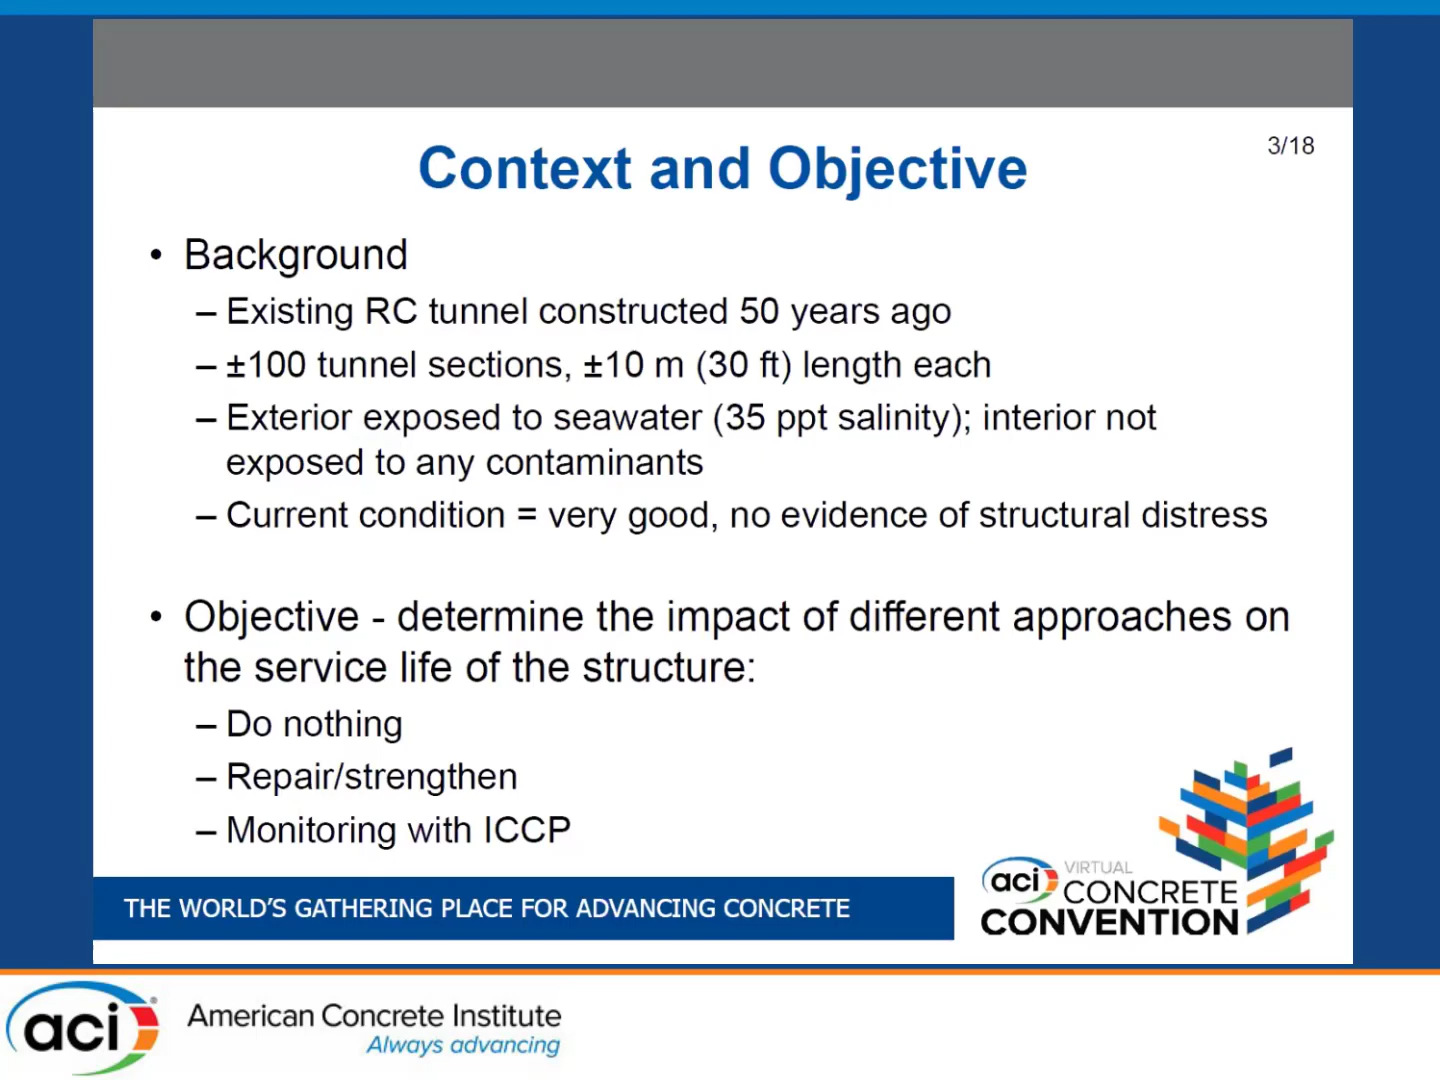 3/18
Context and Objective
• Background
– Existing RC tunnel constructed 50 years ago
– ±100 tunnel sections, ±10 m (30 ft) length each
– Exterior exposed to seawater (35 ppt salinity); interior not
exposed to any contaminants
– Current condition = very good, no evidence of structural distress
• Objective - determine the impact of different approaches on
the service life of the structure:
– Do nothing
– Repair/strengthen
– Monitoring with ICCP
THE WORLD'S GATHERING PLACE FOR ADVANCING CONCRETE
aci VIRTUAL
CONCRETE
CONVENTION
aci
American Concrete Institute
Always advancing